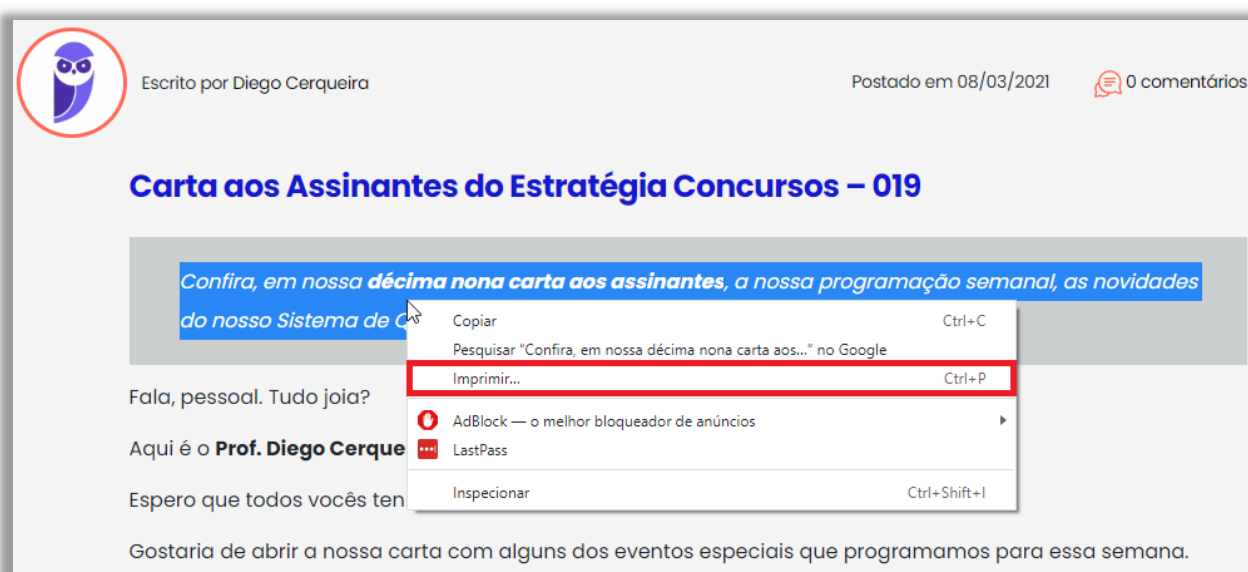 Escrito por Diego Cerqueira
Postado em 08/03/2021
0 comentários
Carta aos Assinantes do Estratégia Concursos – 019
Confira, em nossa décima nona carta aos assinantes, a nossa programação semanal, as novidades
do nosso Sistema de
Copiar Ctrl+C
Pesquisar “Confira, em nossa décima nona carta aos...” no Google
Imprimir... Ctrl+P
Fala, pessoal. Tudo joia?
AdBlock — o melhor bloqueador de anúncios
Aqui é o Prof. Diego Cerque
LastPass
Espero que todos vocês ten
Inspecionar Ctrl+Shift+I
Gostaria de abrir a nossa carta com alguns dos eventos especiais que programamos para essa semana.